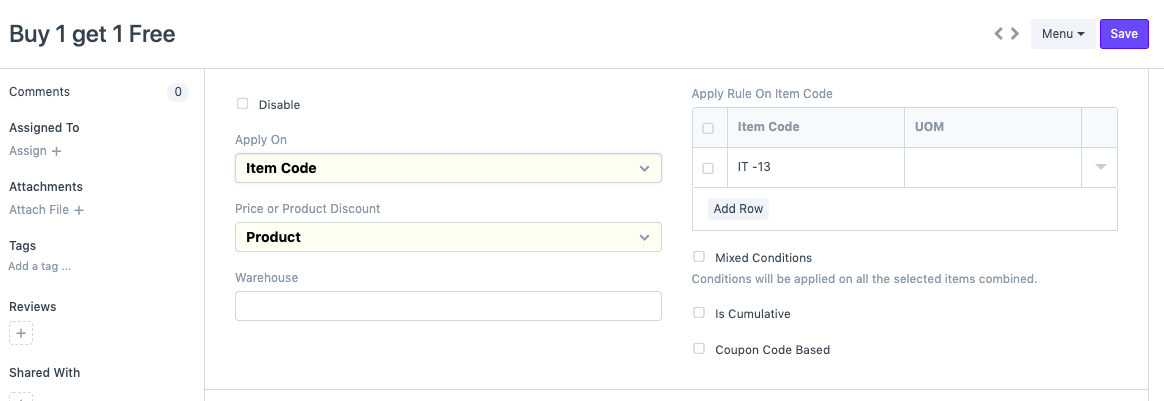 Buy 1 get 1 Free
Menu
Save
Comments
0
Assigned To
Assign +
Attachments
Attach File +
Tags
Add a tag ...
Reviews
+
Shared With
Disable
Apply On
Item Code
Price or Product Discount
Product
Warehouse
Apply Rule On Item Code
Item Code UOM
IT -13
Add Row
Mixed Conditions
Conditions will be applied on all the selected items combined.
Is Cumulative
Coupon Code Based